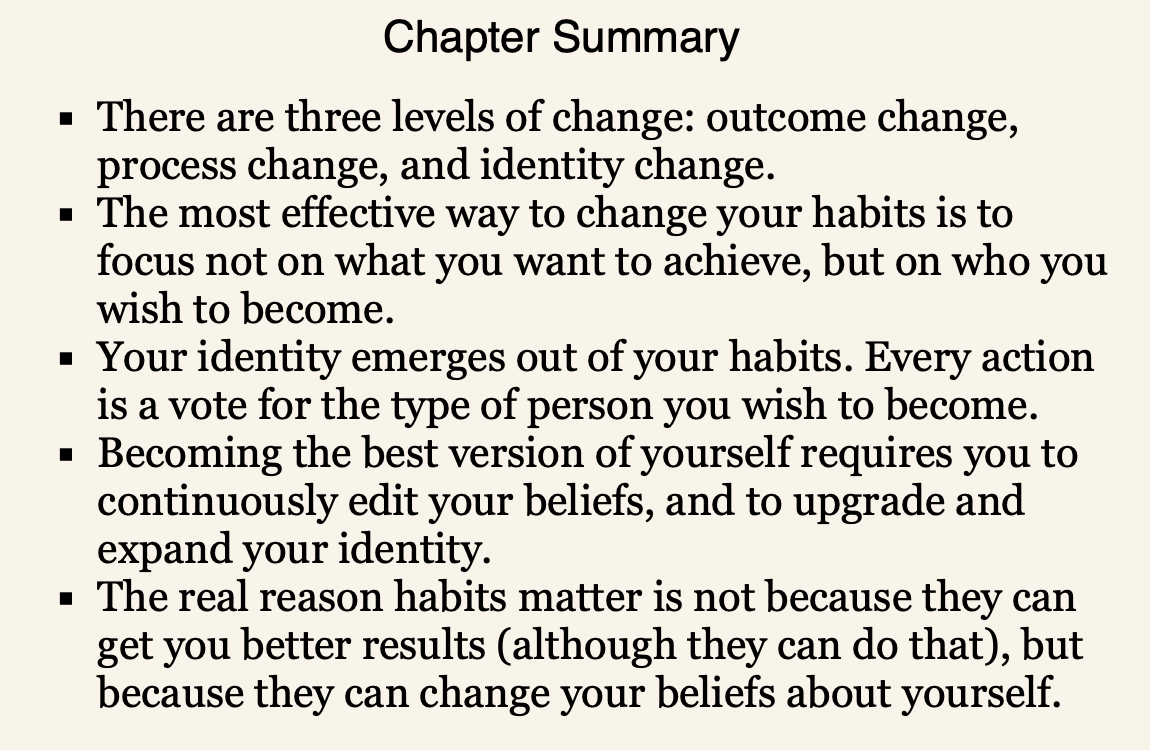 Chapter Summary
▪ There are three levels of change: outcome change,
process change, and identity change.
▪ The most effective way to change your habits is to
focus not on what you want to achieve, but on who you
wish to become.
▪ Your identity emerges out of your habits. Every action
is a vote for the type of person you wish to become.
▪ Becoming the best version of yourself requires you to
continuously edit your beliefs, and to upgrade and
expand your identity.
▪ The real reason habits matter is not because they can
get you better results (although they can do that), but
because they can change your beliefs about yourself.